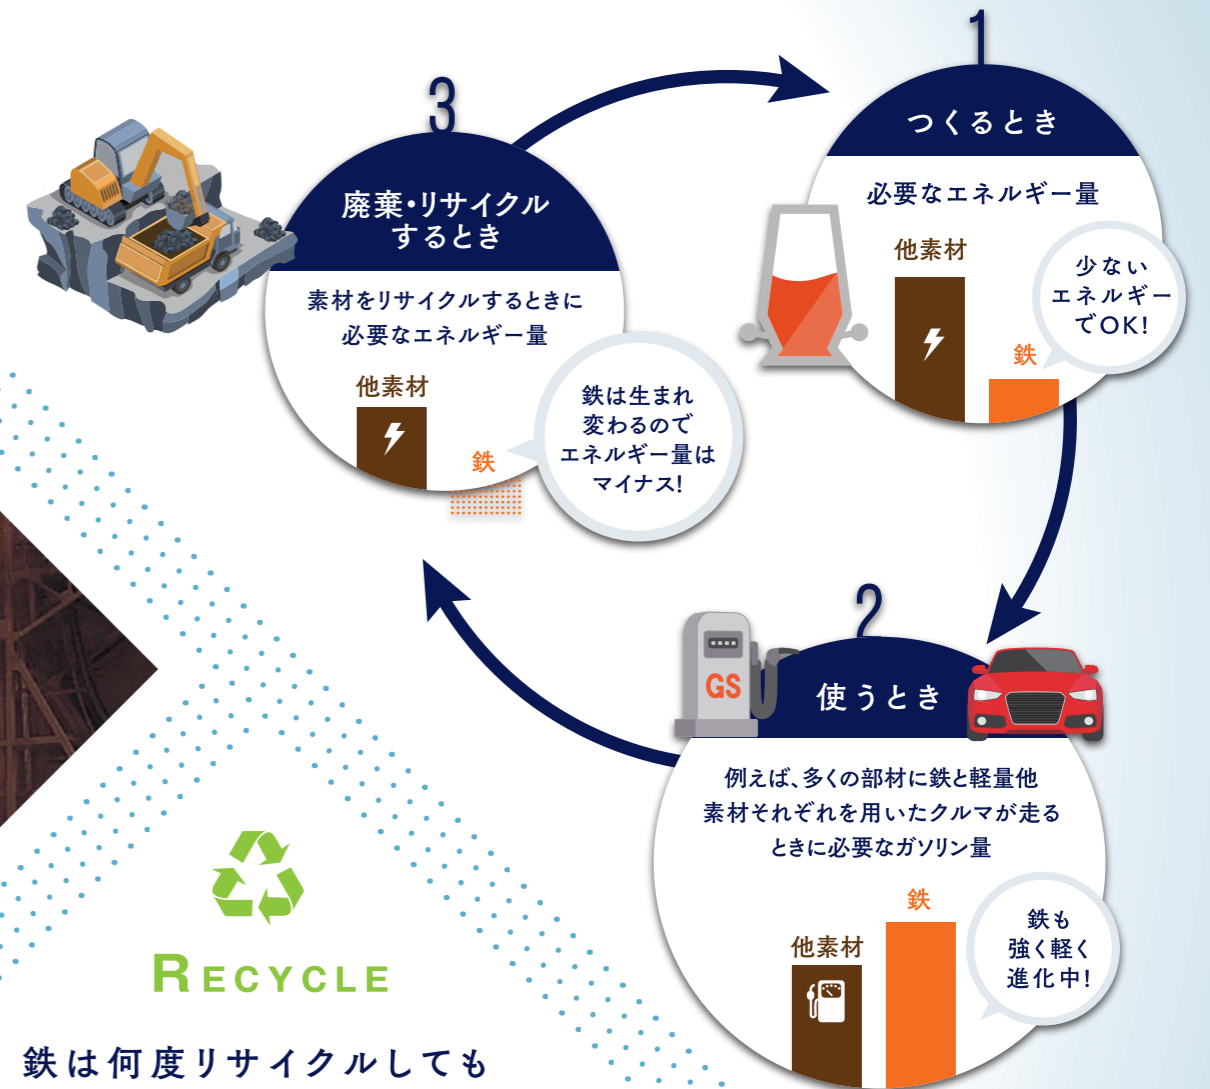 1
つくるとき
必要なエネルギー量
他素材
鉄
少ない
エネルギー
でOK!
2
使うとき
GS
例えば、多くの部材に鉄と軽量他
素材それぞれを用いたクルマが走る
ときに必要なガソリン量
他素材
鉄
鉄も
強く軽く
進化中!
3
廃棄・リサイクル
するとき
素材をリサイクルするときに
必要なエネルギー量
他素材
鉄
鉄は生まれ
変わるので
エネルギー量は
マイナス!
RECYCLE
鉄は何度リサイクルしても